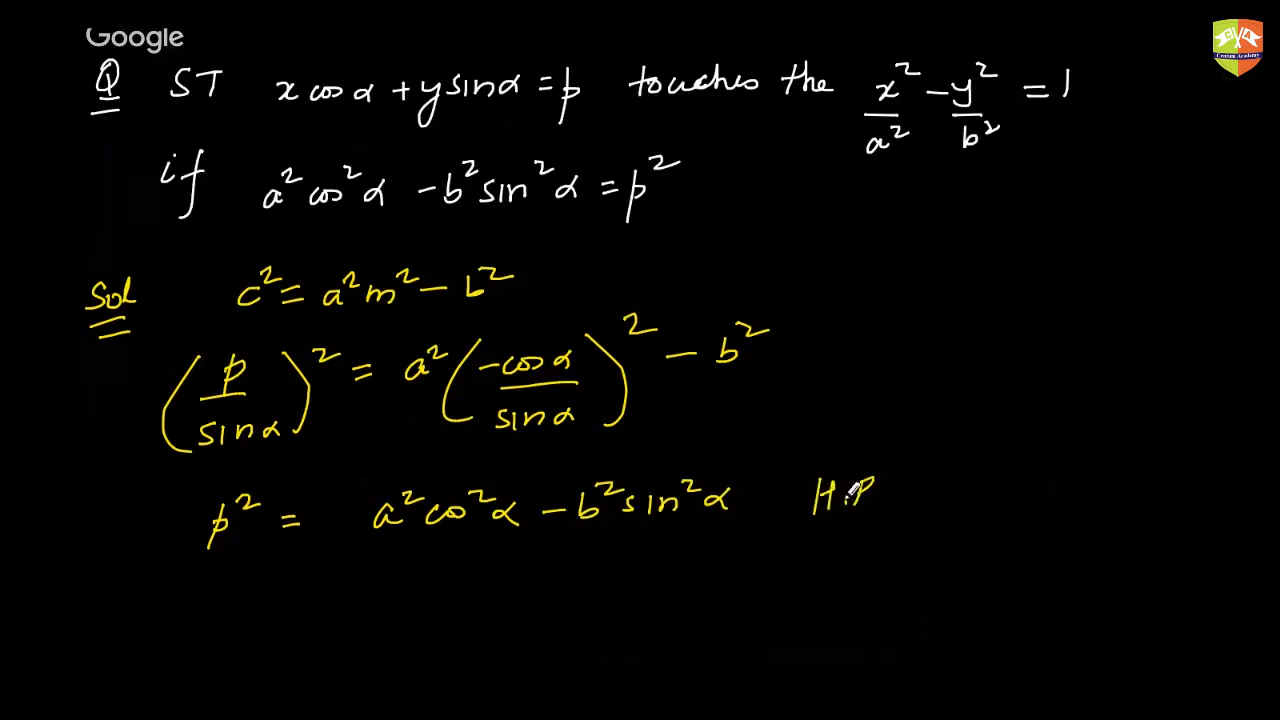 Google
Q ST x cos α + y sin α = p touches the x²/a² - y²/b² = 1
if a² cos² α - b² sin² α = p²
Sol c² = a²m² - b²
(p/sin α)² = a² (-cos α/sin α)² - b²
p² = a² cos² α - b² sin² α H.P